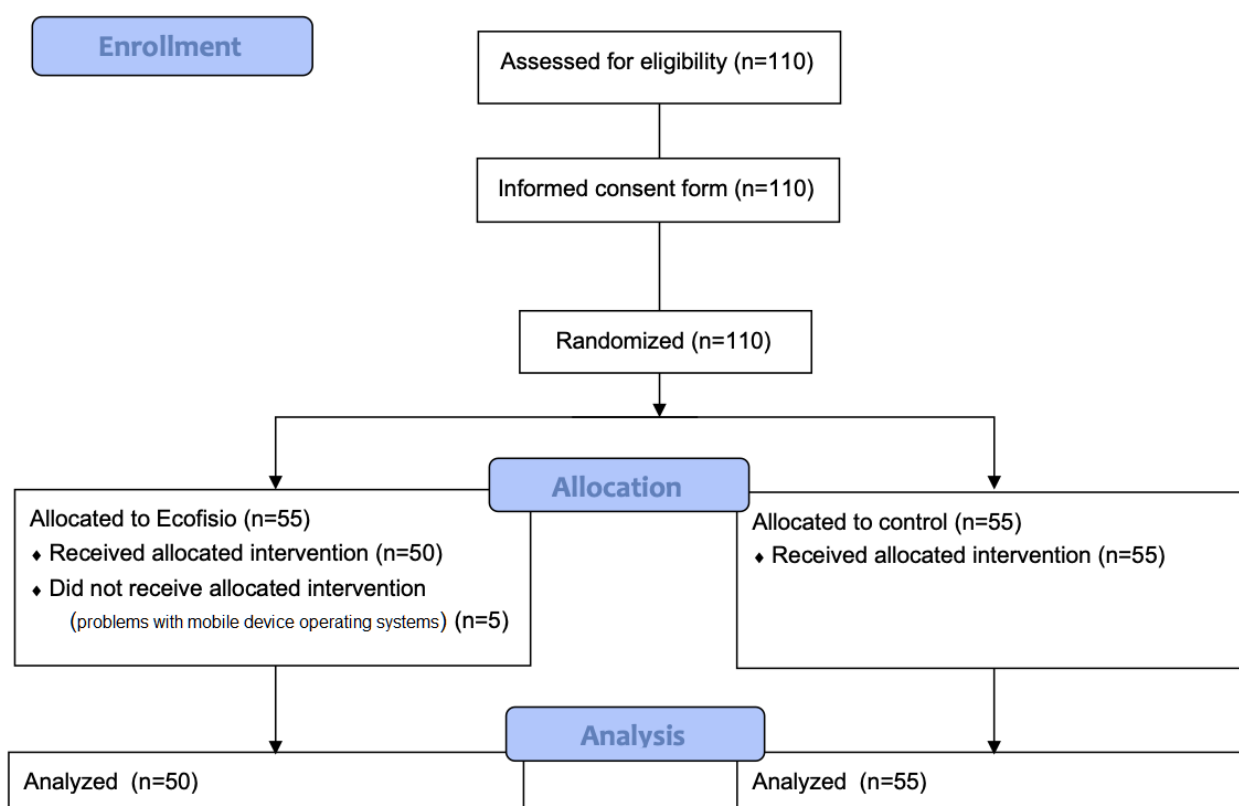 Enrollment
Assessed for eligibility (n=110)
Informed consent form (n=110)
Randomized (n=110)
Allocation
Allocated to Ecofisio (n=55)
♦ Received allocated intervention (n=50)
♦ Did not receive allocated intervention
(problems with mobile device operating systems) (n=5)
Allocated to control (n=55)
♦ Received allocated intervention (n=55)
Analysis
Analyzed (n=50)
Analyzed (n=55)